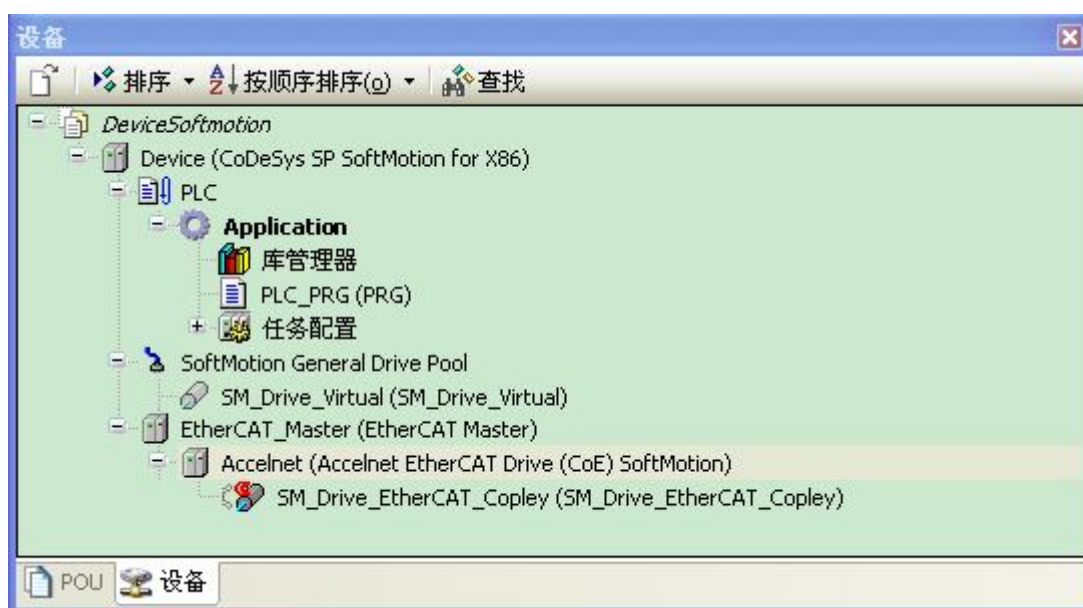 设备
排序 按顺序排序(o) 查找
DeviceSoftmotion
Device (CoDeSys SP SoftMotion for X86)
PLC
Application
库管理器
PLC_PRG (PRG)
任务配置
SoftMotion General Drive Pool
SM_Drive_Virtual (SM_Drive_Virtual)
EtherCAT_Master (EtherCAT Master)
Accelnet (Accelnet EtherCAT Drive (CoE) SoftMotion)
SM_Drive_EtherCAT_Copley (SM_Drive_EtherCAT_Copley)
POU 设备